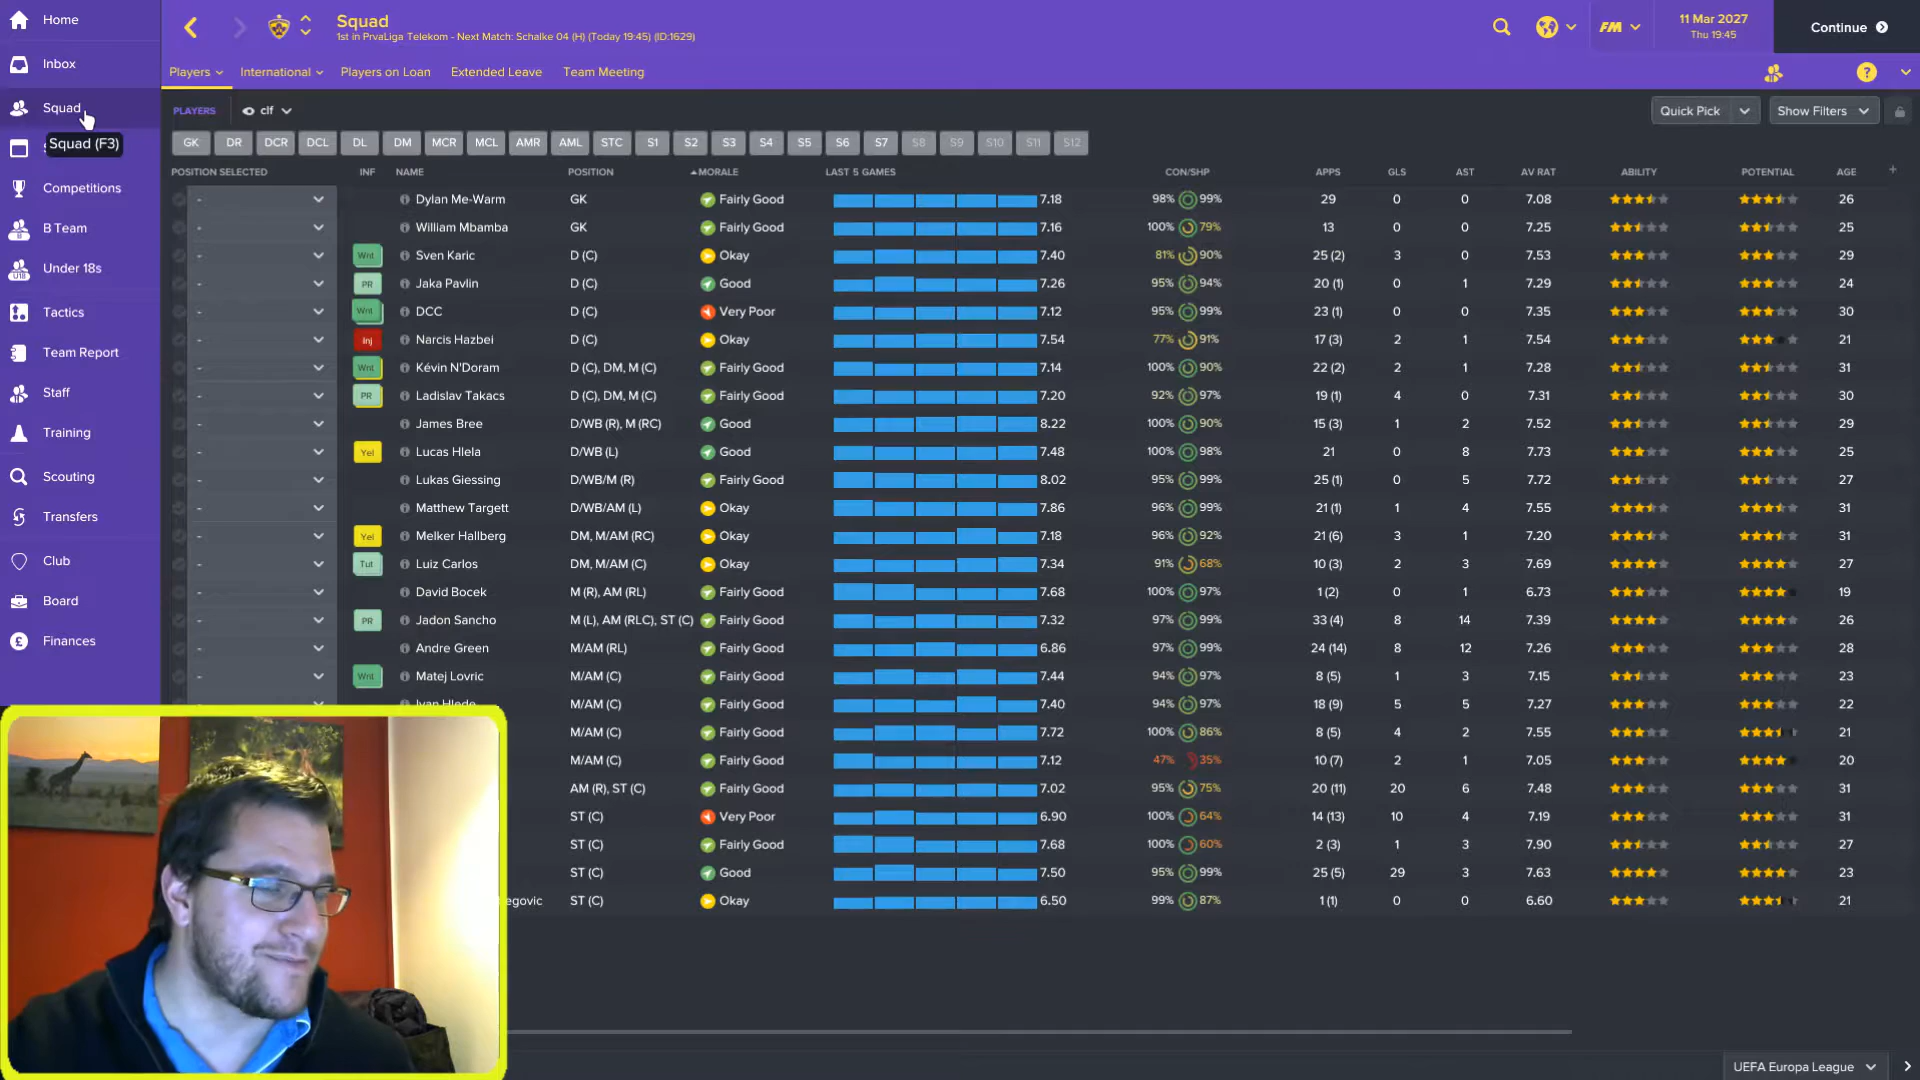 Home
Inbox
Squad
Squad (F3)
Competitions
B Team
Under 18s
Tactics
Team Report
Staff
Training
Scouting
Transfers
Club
Board
Finances
Squad
1st in PrvaLiga Telekom - Next Match: Schalke 04 (H) (Today 19:45) (ID:1629)
FM
11 Mar 2027
Thu 19:45
Continue
Players International Players on Loan Extended Leave Team Meeting
?
PLAYERS clf
Quick Pick Show Filters
GK DR DCR DCL DL DM MCR MCL AMR AML STC S1 S2 S3 S4 S5 S6 S7 S8 S9 S10 S11 S12
POSITION SELECTED INF NAME POSITION MORALE LAST 5 GAMES CON/SHP APPS GLS AST AV RAT ABILITY POTENTIAL AGE +
- Dylan Me-Warm GK Fairly Good 7.18 98% 99% 29 0 0 7.08 26
- William Mbamba GK Fairly Good 7.16 100% 79% 13 0 0 7.25 25
- Wnt Sven Karic D (C) Okay 7.40 81% 90% 25 (2) 3 0 7.53 29
- PR Jaka Pavlin D (C) Good 7.26 95% 94% 20 (1) 0 1 7.29 24
- Wnt DCC D (C) Very Poor 7.12 95% 99% 23 (1) 0 0 7.35 30
- Inj Narcis Hazbei D (C) Okay 7.54 77% 91% 17 (3) 2 1 7.54 21
- Wnt Kévin N'Doram D (C), DM, M (C) Fairly Good 7.14 100% 90% 22 (2) 2 1 7.28 31
- PR Ladislav Takacs D (C), DM, M (C) Fairly Good 7.20 92% 97% 19 (1) 4 0 7.31 30
- James Bree D/WB (R), M (RC) Good 8.22 100% 90% 15 (3) 1 2 7.52 29
- Yel Lucas Hlela D/WB (L) Good 7.48 100% 98% 21 0 8 7.73 25
- Lukas Giessing D/WB/M (R) Fairly Good 8.02 95% 99% 25 (1) 0 5 7.72 27
- Matthew Targett D/WB/AM (L) Okay 7.86 96% 99% 21 (1) 1 4 7.55 31
- Yel Melker Hallberg DM, M/AM (RC) Okay 7.18 96% 92% 21 (6) 3 1 7.20 31
- Tut Luiz Carlos DM, M/AM (C) Okay 7.34 91% 68% 10 (3) 2 3 7.69 27
- David Bocek M (R), AM (RL) Fairly Good 7.68 100% 97% 1 (2) 0 1 6.73 19
- PR Jadon Sancho M (L), AM (RLC), ST (C) Fairly Good 7.32 97% 99% 33 (4) 8 14 7.39 26
- Andre Green M/AM (RL) Fairly Good 6.86 97% 99% 24 (14) 8 12 7.26 28
- Wnt Matej Lovric M/AM (C) Fairly Good 7.44 94% 97% 8 (5) 1 3 7.15 23
Ivan Hlede M/AM (C) Fairly Good 7.40 94% 97% 18 (9) 5 5 7.27 22
M/AM (C) Fairly Good 7.72 100% 86% 8 (5) 4 2 7.55 21
M/AM (C) Fairly Good 7.12 47% 35% 10 (7) 2 1 7.05 20
AM (R), ST (C) Fairly Good 7.02 95% 75% 20 (11) 20 6 7.48 31
ST (C) Very Poor 6.90 100% 64% 14 (13) 10 4 7.19 31
ST (C) Fairly Good 7.68 100% 60% 2 (3) 1 3 7.90 27
ST (C) Good 7.50 95% 99% 25 (5) 29 3 7.63 23
egovic ST (C) Okay 6.50 99% 87% 1 (1) 0 0 6.60 21
UEFA Europa League